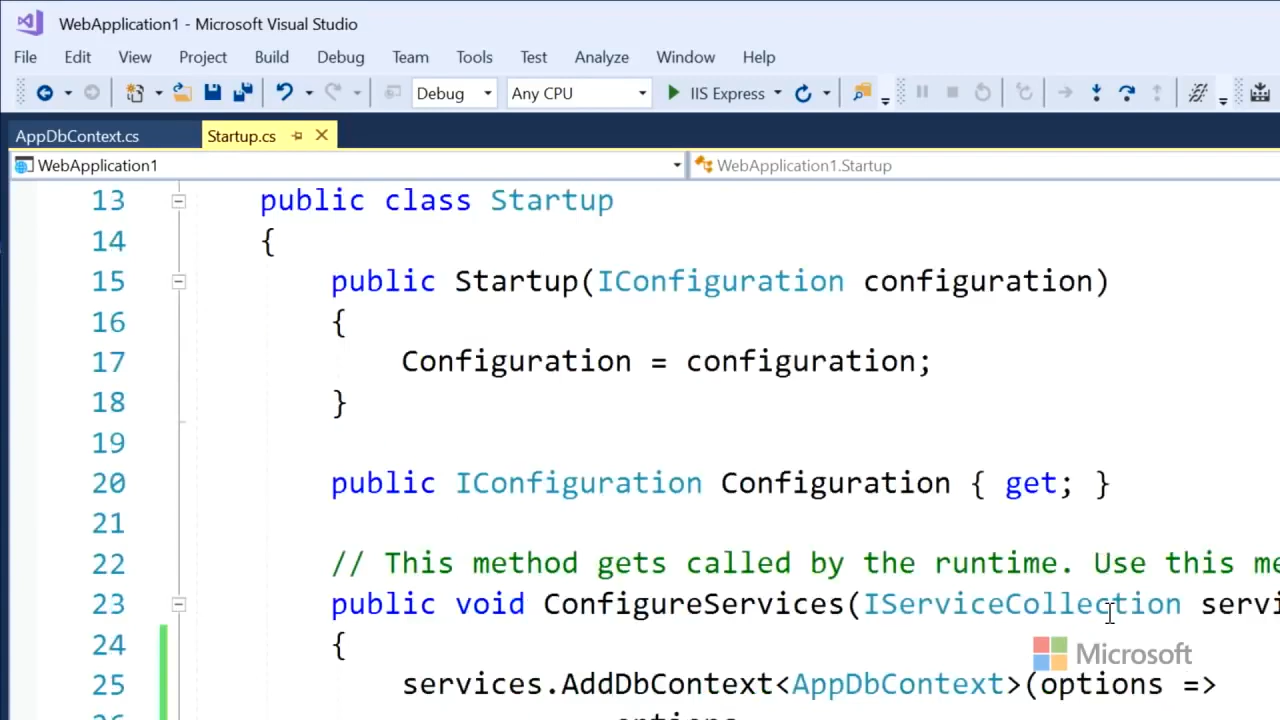 WebApplication1 - Microsoft Visual Studio
File Edit View Project Build Debug Team Tools Test Analyze Window Help
Debug Any CPU IIS Express
AppDbContext.cs Startup.cs
WebApplication1 WebApplication1.Startup
13 public class Startup
14 {
15 public Startup(IConfiguration configuration)
16 {
17 Configuration = configuration;
18 }
19
20 public IConfiguration Configuration { get; }
21
22 // This method gets called by the runtime. Use this me
23 public void ConfigureServices(IServiceCollection servi
24 {
Microsoft
25 services.AddDbContext<AppDbContext>(options =>